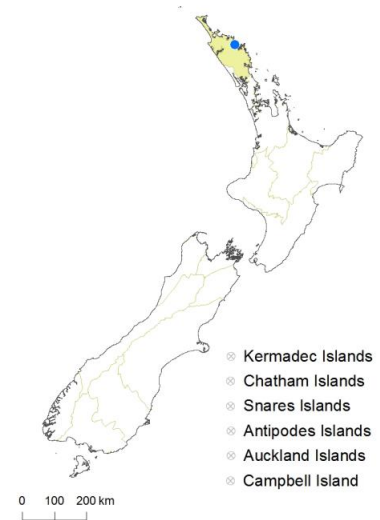 Kermadec Islands
Chatham Islands
Snares Islands
Antipodes Islands
Auckland Islands
Campbell Island
0 100 200 km